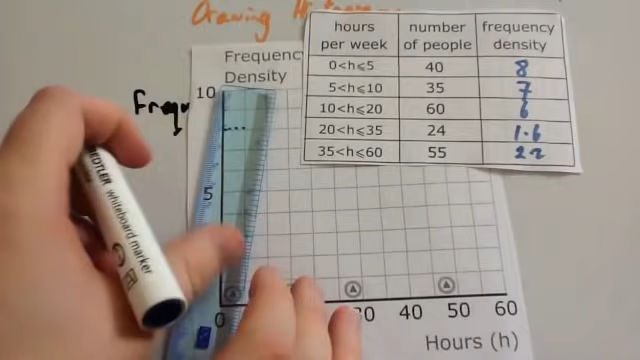 Drawing
hours per week
number of people
frequency density
0<h⩽5 40 8
5<h⩽10 35 7
10<h⩽20 60 6
20<h⩽35 24 1.6
35<h⩽60 55 2.2
Frequency
Density
10
5
0 30 40 50 60
Hours (h)
STAEDTLER
whiteboard marker